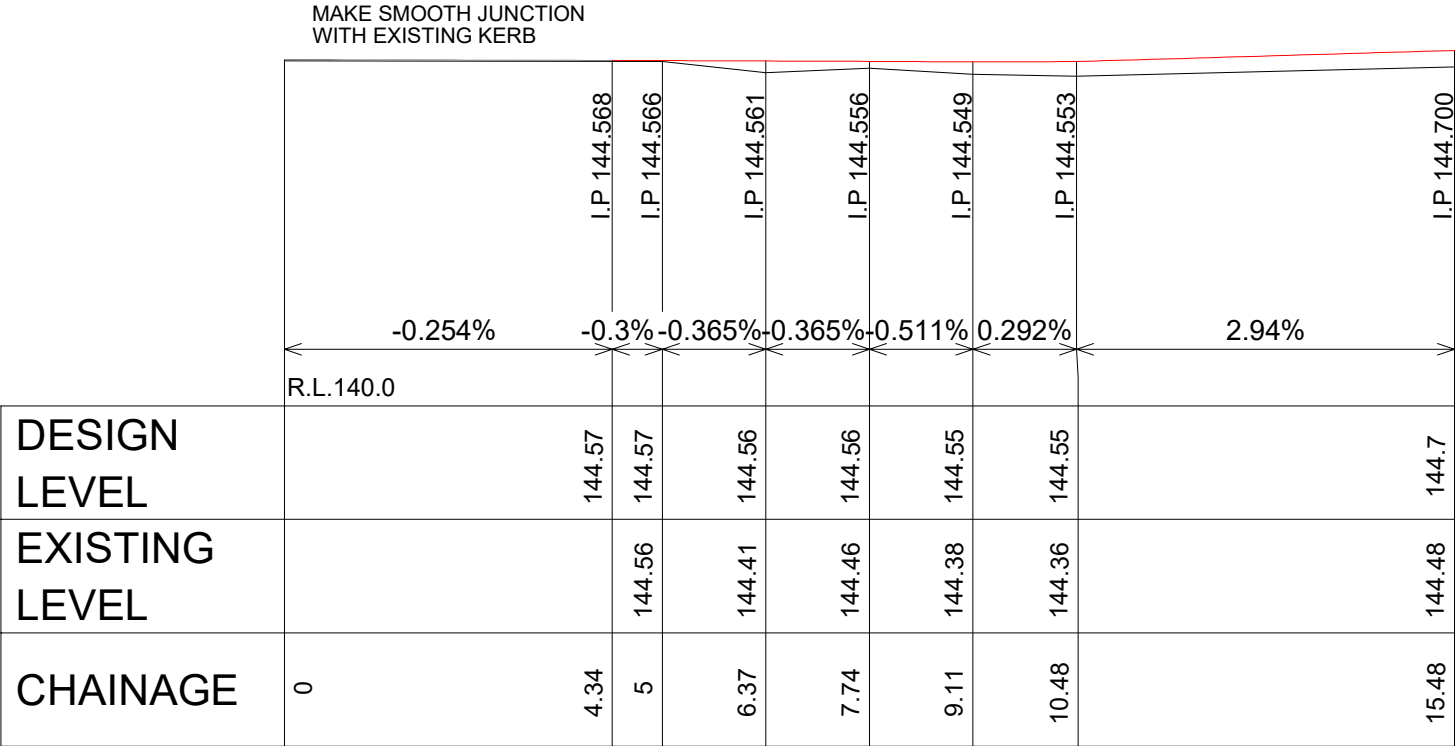 MAKE SMOOTH JUNCTION
WITH EXISTING KERB
I.P 144.568
I.P 144.566
I.P 144.561
I.P 144.556
I.P 144.549
I.P 144.553
I.P 144.700
-0.254%
-0.3%
-0.365%
-0.365%
-0.511%
0.292%
2.94%
R.L.140.0
DESIGN
LEVEL
144.57
144.57
144.56
144.56
144.55
144.55
144.7
EXISTING
LEVEL
144.56
144.41
144.46
144.38
144.36
144.48
CHAINAGE
0
4.34
5
6.37
7.74
9.11
10.48
15.48